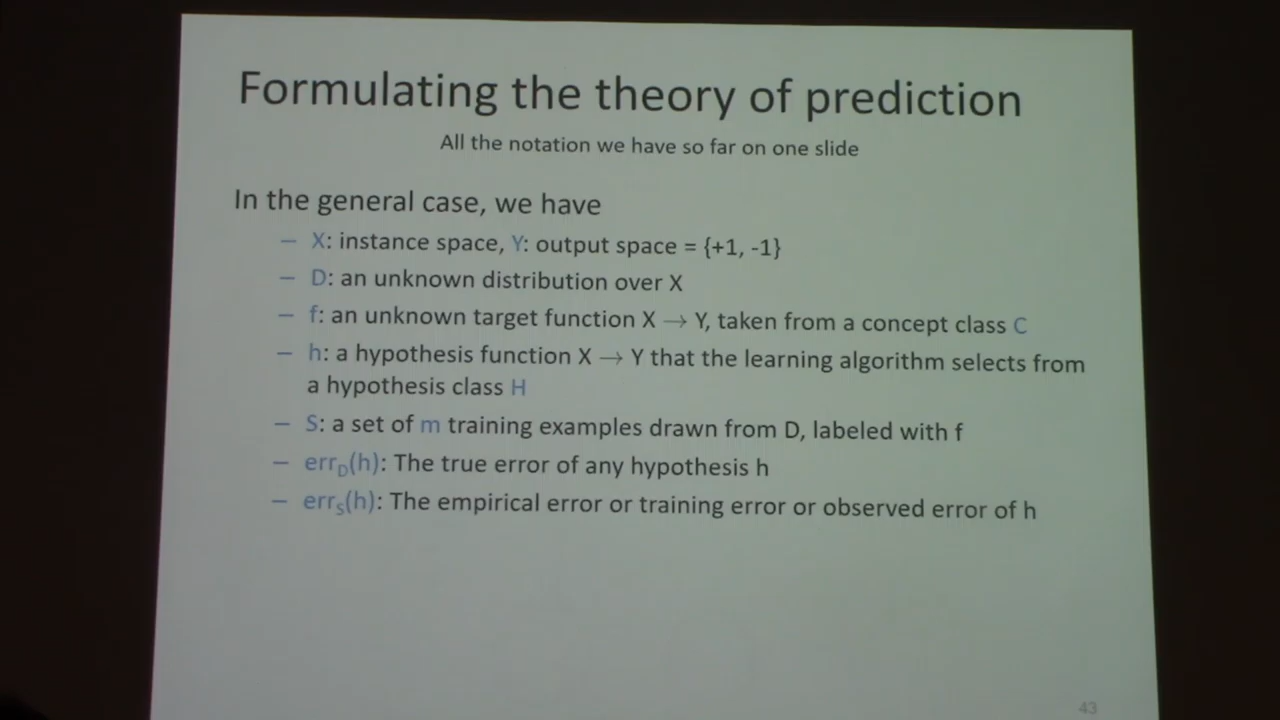 Formulating the theory of prediction
All the notation we have so far on one slide
In the general case, we have
– X: instance space, Y: output space = {+1, -1}
– D: an unknown distribution over X
– f: an unknown target function X → Y, taken from a concept class C
– h: a hypothesis function X → Y that the learning algorithm selects from
a hypothesis class H
– S: a set of m training examples drawn from D, labeled with f
– err_D(h): The true error of any hypothesis h
– err_S(h): The empirical error or training error or observed error of h
43